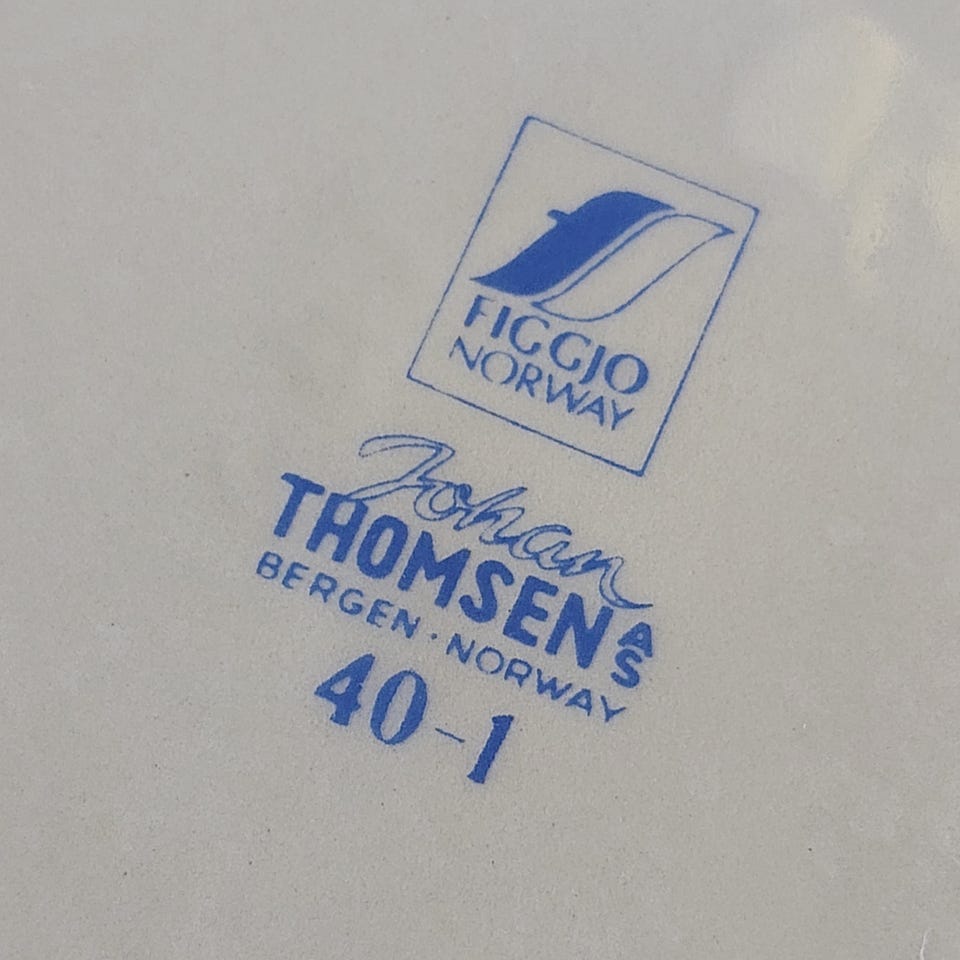 FIGGJO
NORWAY
Johan
THOMSEN AS
BERGEN · NORWAY
40-1